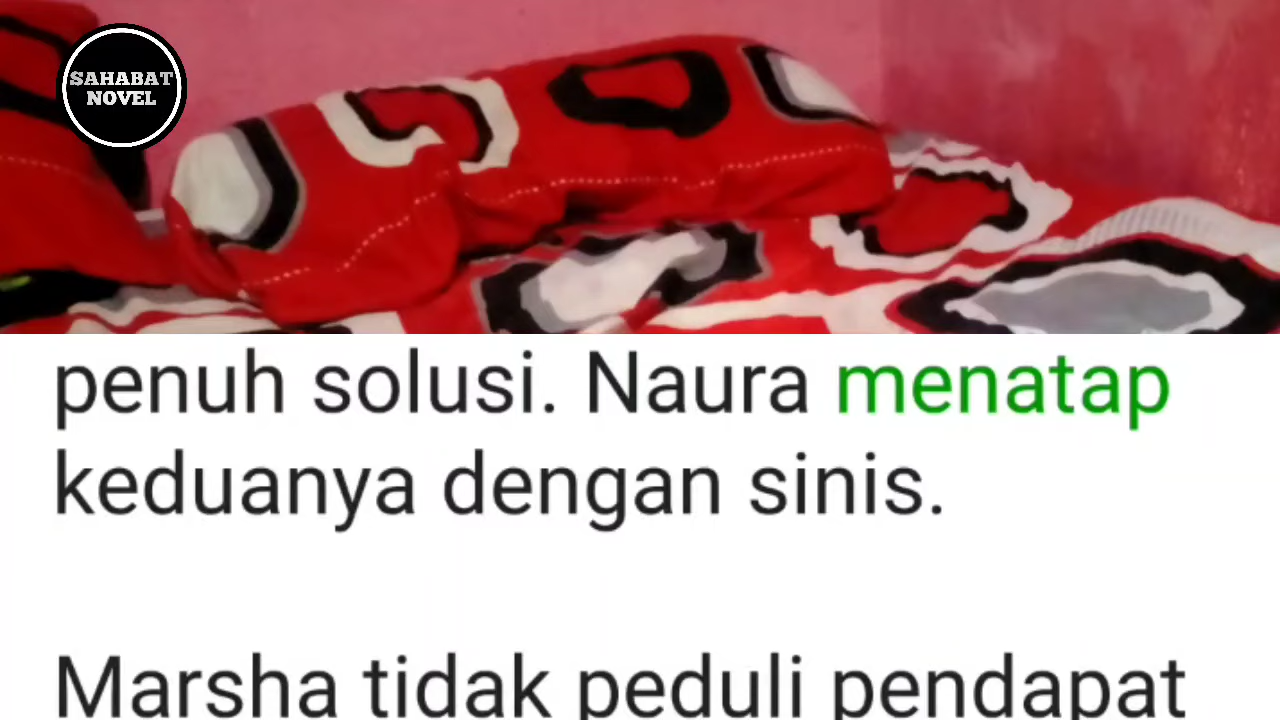 SAHABAT
NOVEL
penuh solusi. Naura menatap
keduanya dengan sinis.
Marsha tidak peduli pendapat